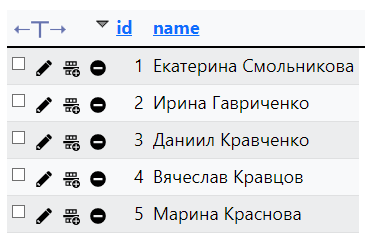 id name
1 Екатерина Смольникова
2 Ирина Гавриченко
3 Даниил Кравченко
4 Вячеслав Кравцов
5 Марина Краснова